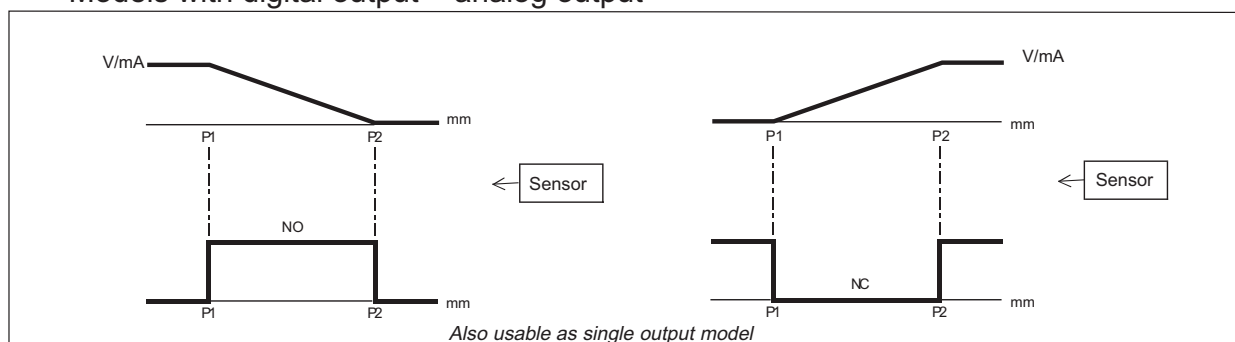 Models with digital output + analog output
V/mA
V/mA
mm
mm
P1
P2
P1
P2
Sensor
Sensor
NO
NC
mm
mm
P1
P2
P1
P2
Also usable as single output model